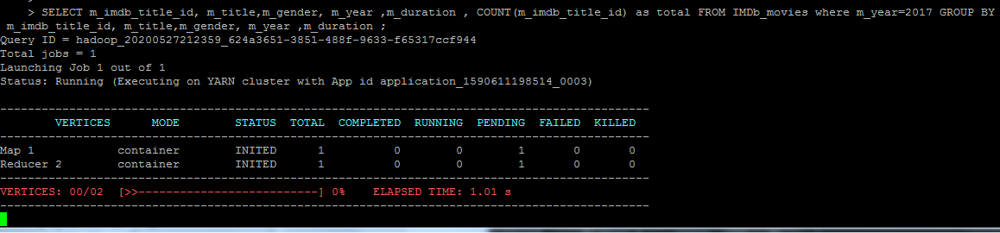 >
> SELECT m_imdb_title_id, m_title,m_gender, m_year ,m_duration , COUNT(m_imdb_title_id) as total FROM IMDb_movies where m_year=2017 GROUP BY
m_imdb_title_id, m_title,m_gender, m_year ,m_duration ;
Query ID = hadoop_20200527212359_624a3651-3851-488f-9633-f65317ccf944
Total jobs = 1
Launching Job 1 out of 1
Status: Running (Executing on YARN cluster with App id application_1590611198514_0003)
----------------------------------------------------------------------------------------------
VERTICES MODE STATUS TOTAL COMPLETED RUNNING PENDING FAILED KILLED
----------------------------------------------------------------------------------------------
Map 1 container INITED 1 0 0 1 0 0
Reducer 2 container INITED 1 0 0 1 0 0
----------------------------------------------------------------------------------------------
VERTICES: 00/02 [>>--------------------------] 0% ELAPSED TIME: 1.01 s
----------------------------------------------------------------------------------------------